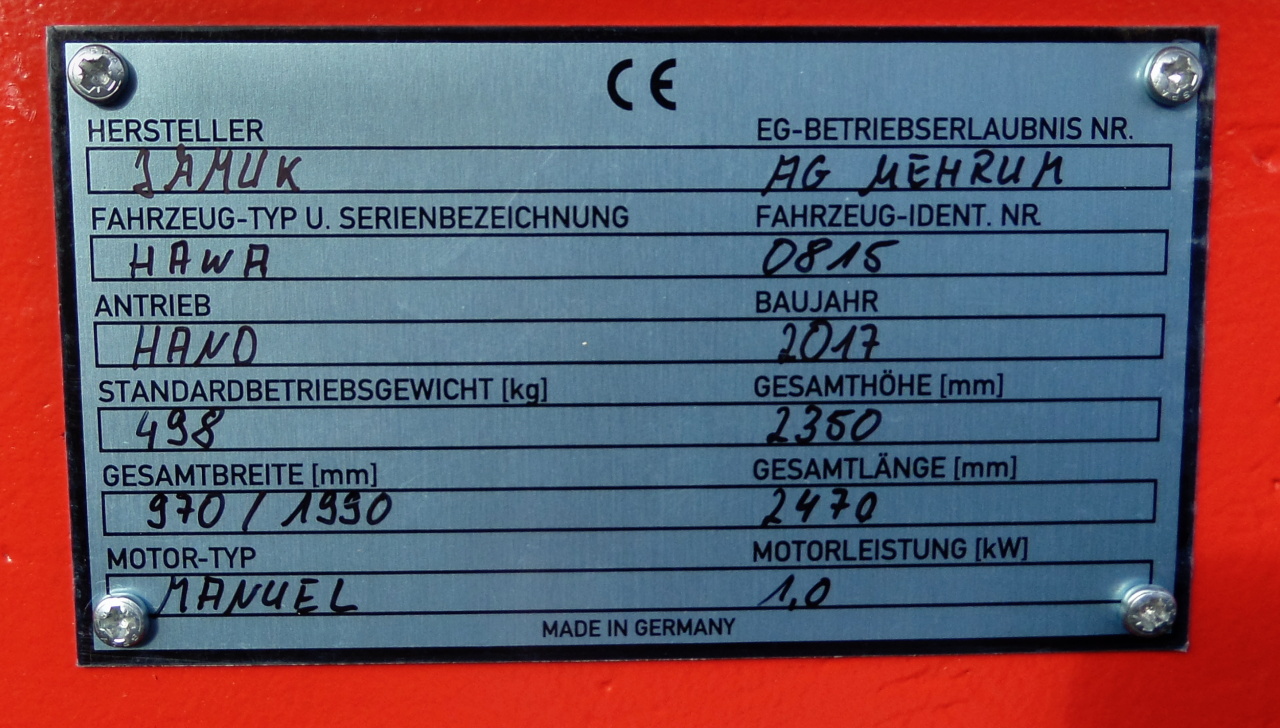 CE
HERSTELLER EG-BETRIEBSERLAUBNIS NR.
JAMUK AG MEHRUM
FAHRZEUG-TYP U. SERIENBEZEICHNUNG FAHRZEUG-IDENT. NR.
HAWA 0815
ANTRIEB BAUJAHR
HAND 2017
STANDARDBETRIEBSGEWICHT [kg] GESAMTHÖHE [mm]
498 2350
GESAMTBREITE [mm] GESAMTLÄNGE [mm]
970 / 1990 2470
MOTOR-TYP MOTORLEISTUNG [kW]
MANUEL 1,0
MADE IN GERMANY